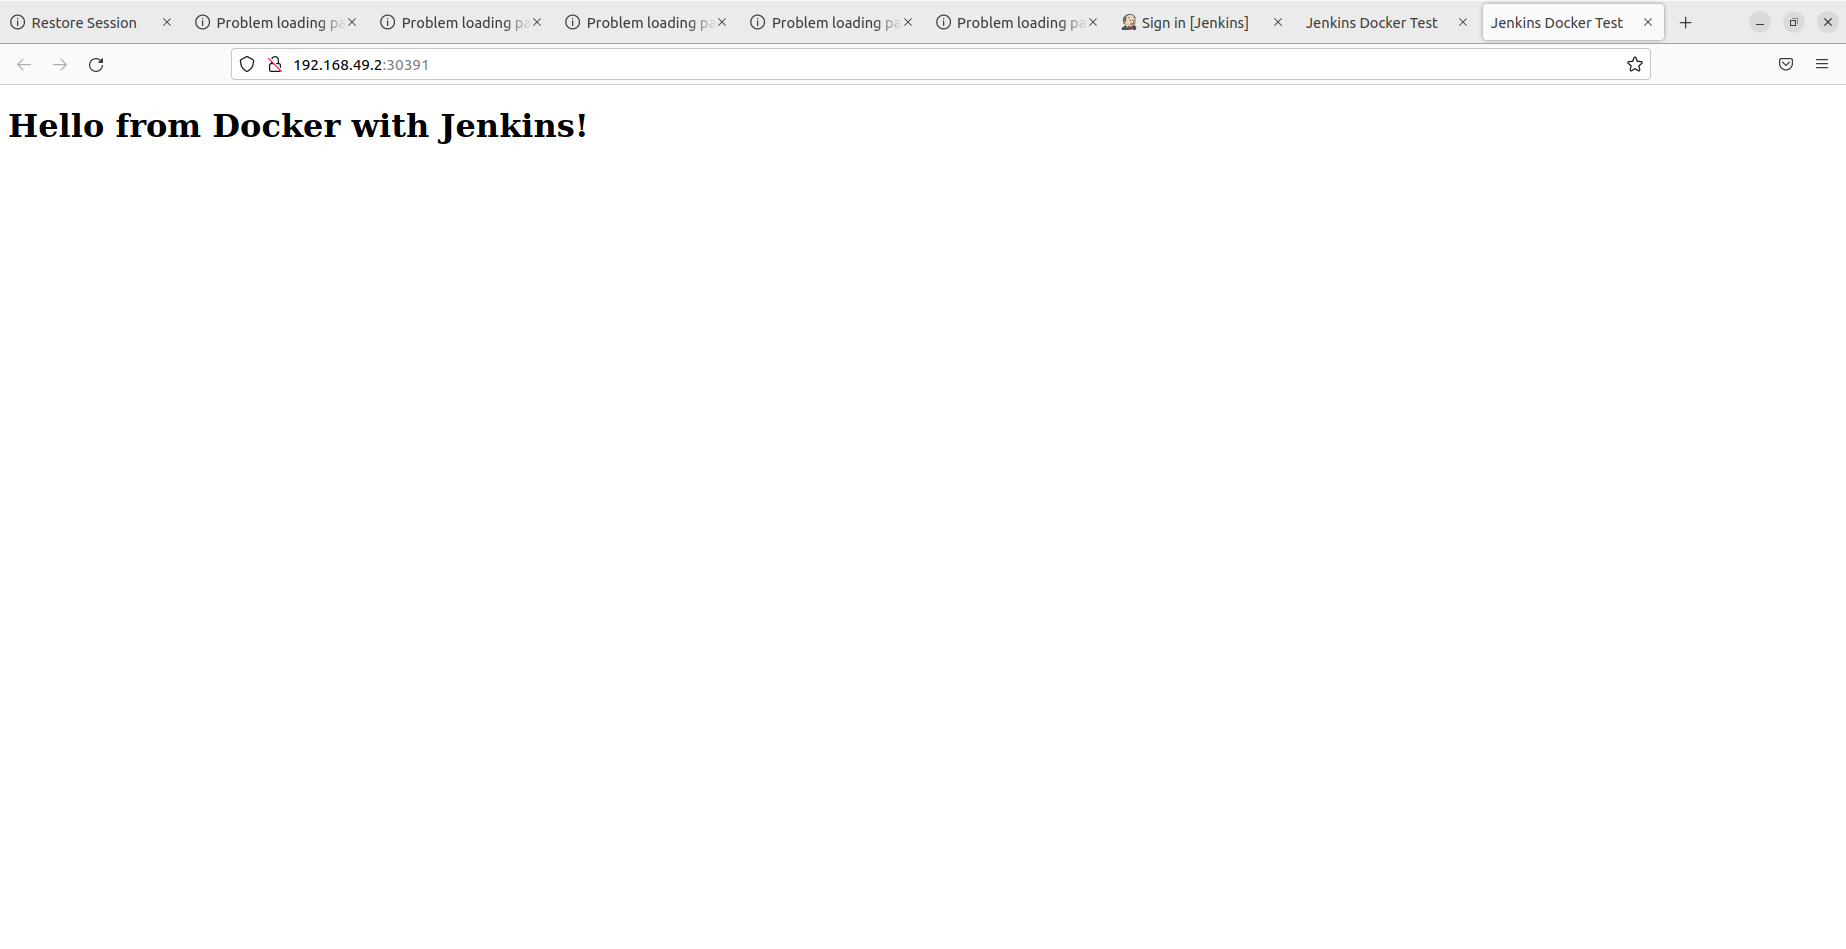 Restore Session
Problem loading pa
Problem loading pa
Problem loading pa
Problem loading pa
Problem loading pa
Sign in [Jenkins]
Jenkins Docker Test
Jenkins Docker Test
192.168.49.2:30391
Hello from Docker with Jenkins!